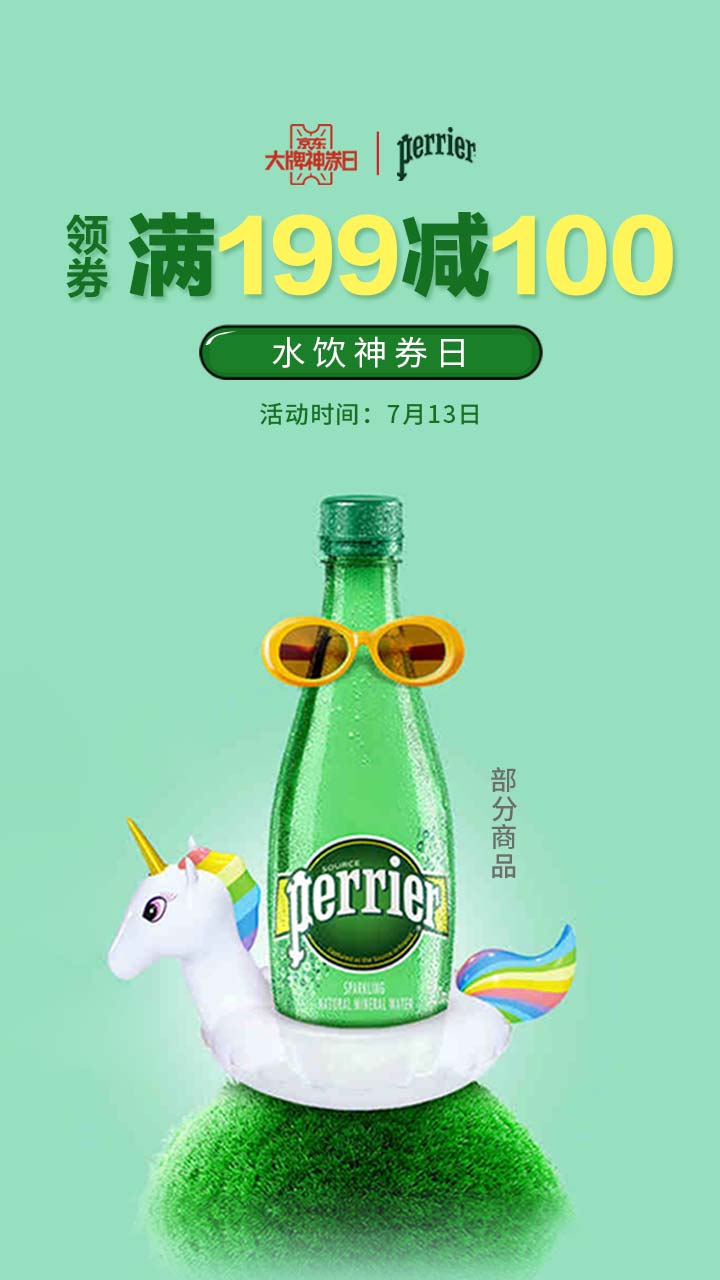 京东
大牌神券日
perrier
领券
满199减100
水饮神券日
活动时间：7月13日
部分商品
SOURCE
perrier
SPARKLING
NATURAL MINERAL WATER